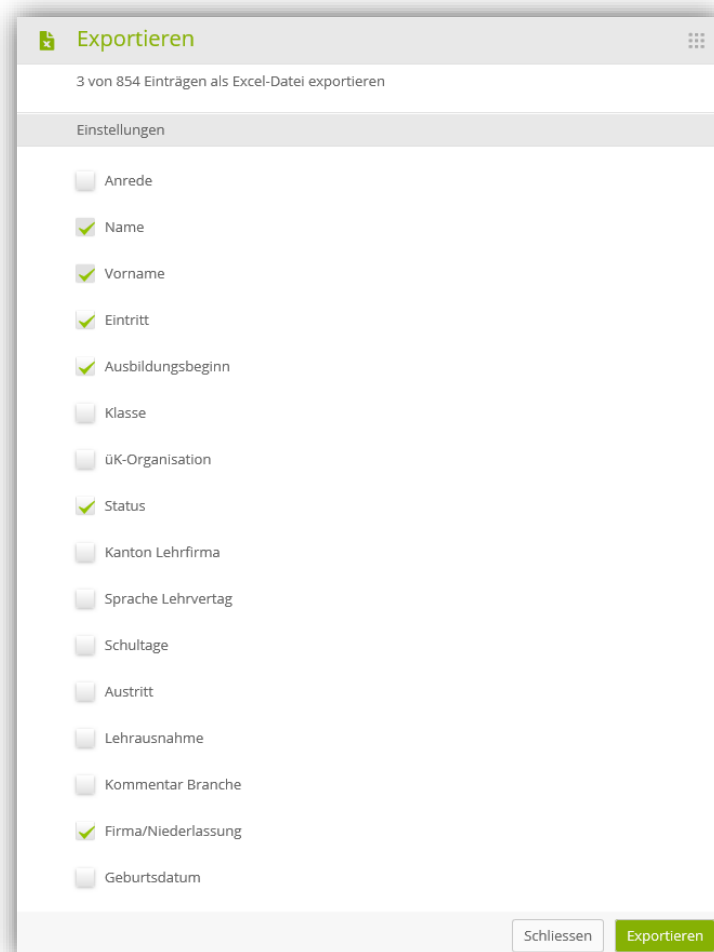 Exportieren
3 von 854 Einträgen als Excel-Datei exportieren
Einstellungen
Anrede
Name
Vorname
Eintritt
Ausbildungsbeginn
Klasse
üK-Organisation
Status
Kanton Lehrfirma
Sprache Lehrvertag
Schultage
Austritt
Lehrausnahme
Kommentar Branche
Firma/Niederlassung
Geburtsdatum
Schliessen Exportieren